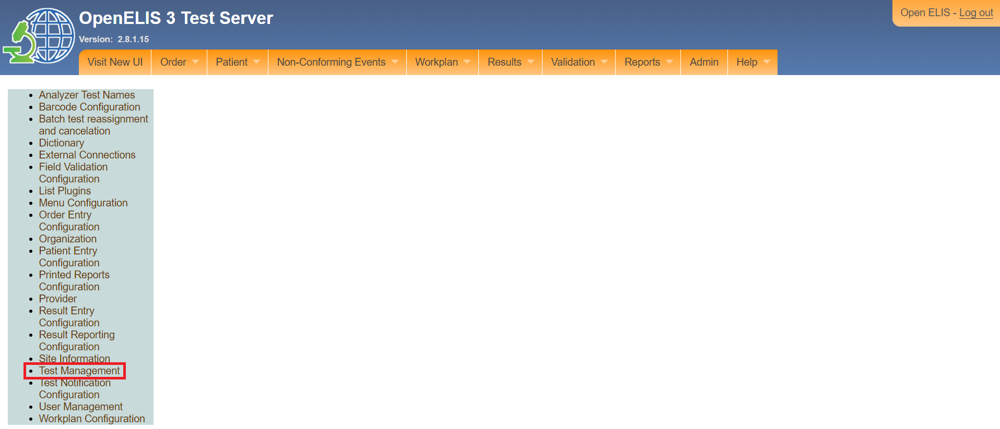 OpenELIS 3 Test Server
Open ELIS - Log out
Version: 2.8.1.15
Visit New UI Order Patient Non-Conforming Events Workplan Results Validation Reports Admin Help
Analyzer Test Names
Barcode Configuration
Batch test reassignment
and cancelation
Dictionary
External Connections
Field Validation
Configuration
List Plugins
Menu Configuration
Order Entry
Configuration
Organization
Patient Entry
Configuration
Printed Reports
Configuration
Provider
Result Entry
Configuration
Result Reporting
Configuration
Site Information
Test Management
Test Notification
Configuration
User Management
Workplan Configuration